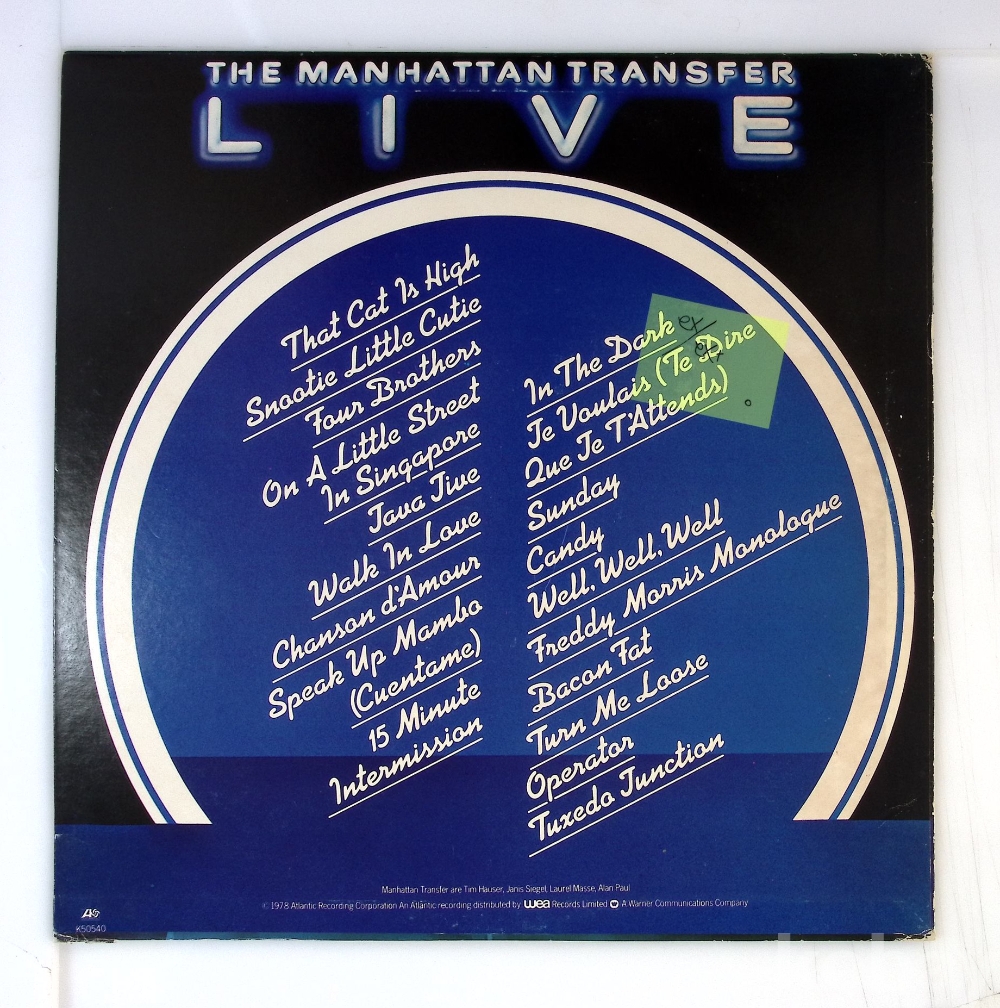 THE MANHATTAN TRANSFER
LIVE
That Cat Is High
Snootie Little Cutie
Four Brothers
On A Little Street
In Singapore
Java Jive
Walk In Love
Chanson d'Amour
Speak Up Mambo
(Cuentame)
15 Minute
Intermission
In The Dark
Je Voulais (Te Dire
Que Je T'Attends)
Sunday
Candy
Well, Well, Well
Freddy Morris Monologue
Bacon Fat
Turn Me Loose
Operator
Tuxedo Junction
ex
ex
Manhattan Transfer are Tim Hauser, Janis Siegel, Laurel Masse, Alan Paul
© 1978 Atlantic Recording Corporation An Atlantic recording distributed by wea Records Limited A Warner Communications Company
K50540